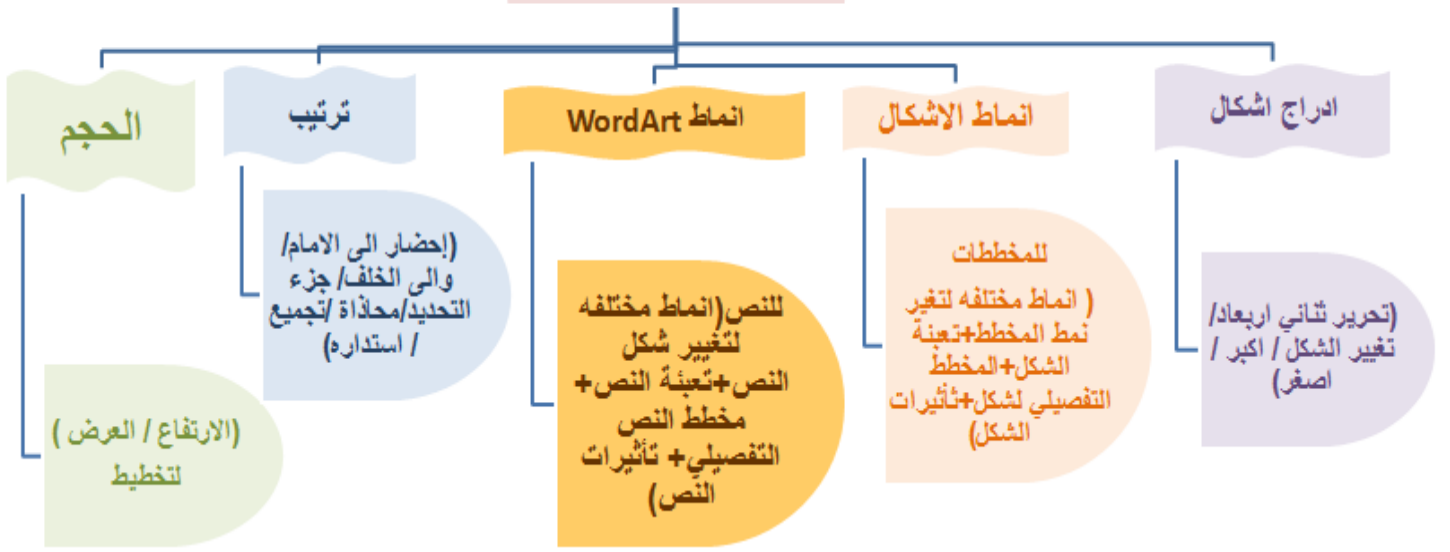 ادراج اشكال
(تحرير ثنائي اربعاد/
تغيير الشكل / اكبر /
اصغر)
انماط الاشكال
للمخططات
( انماط مختلفه لتغير
نمط المخطط+تعبئة
الشكل+المخطط
التفصيلي لشكل+تأثيرات
الشكل)
انماط WordArt
للنص(انماط مختلفه
لتغيير شكل
النص+تعبئة النص+
مخطط النص
التفصيلي+ تأثيرات
النص)
ترتيب
(إحضار الى الامام/
والى الخلف/ جزء
التحديد/محاذاة /تجميع
/ استداره)
الحجم
(الارتفاع / العرض )
لتخطيط